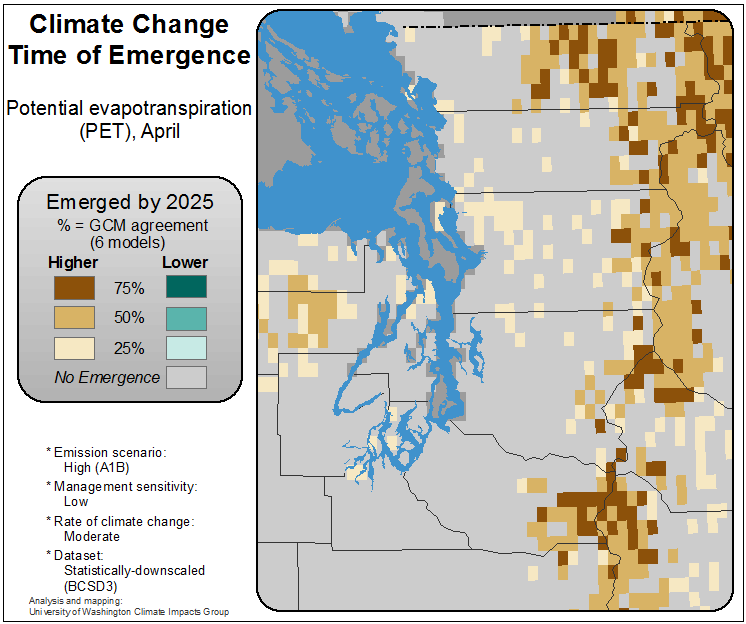 Climate Change
Time of Emergence
Potential evapotranspiration
(PET), April
Emerged by 2025
% = GCM agreement
(6 models)
Higher Lower
75%
50%
25%
No Emergence
* Emission scenario:
High (A1B)
* Management sensitivity:
Low
* Rate of climate change:
Moderate
* Dataset:
Statistically-downscaled
(BCSD3)
Analysis and mapping:
University of Washington Climate Impacts Group